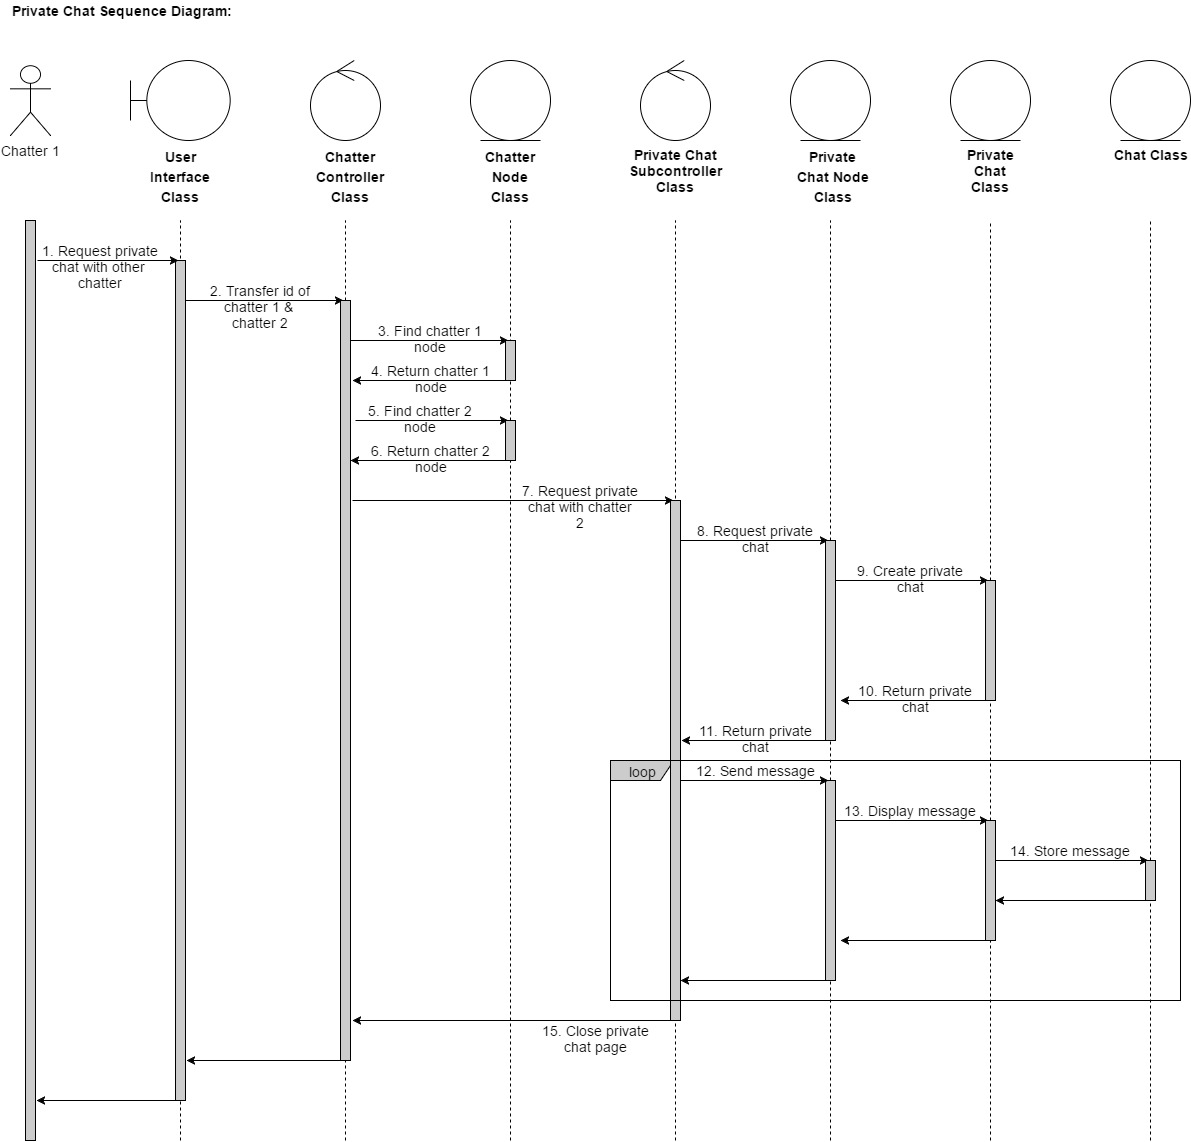 Private Chat Sequence Diagram:
Chatter 1
User
Interface
Class
Chatter
Controller
Class
Chatter
Node
Class
Private Chat
Subcontroller
Class
Private
Chat Node
Class
Private
Chat
Class
Chat Class
1. Request private
chat with other
chatter
2. Transfer id of
chatter 1 &
chatter 2
3. Find chatter 1
node
4. Return chatter 1
node
5. Find chatter 2
node
6. Return chatter 2
node
7. Request private
chat with chatter
2
8. Request private
chat
9. Create private
chat
10. Return private
chat
11. Return private
chat
loop
12. Send message
13. Display message
14. Store message
15. Close private
chat page